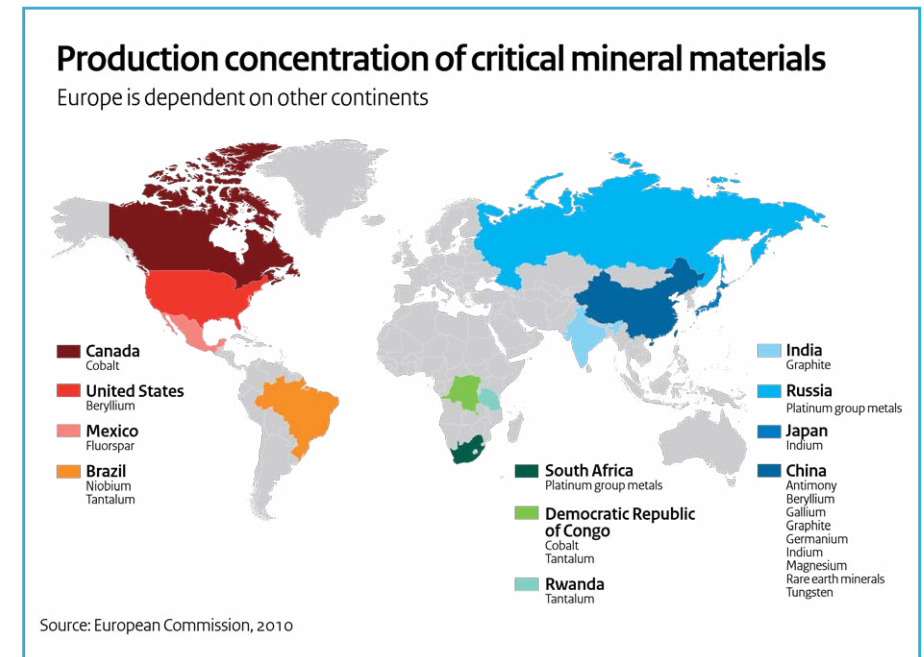 Production concentration of critical mineral materials
Europe is dependent on other continents
Canada
Cobalt
United States
Beryllium
Mexico
Fluorspar
Brazil
Niobium
Tantalum
South Africa
Platinum group metals
Democratic Republic
of Congo
Cobalt
Tantalum
Rwanda
Tantalum
India
Graphite
Russia
Platinum group metals
Japan
Indium
China
Antimony
Beryllium
Gallium
Graphite
Germanium
Indium
Magnesium
Rare earth minerals
Tungsten
Source: European Commission, 2010